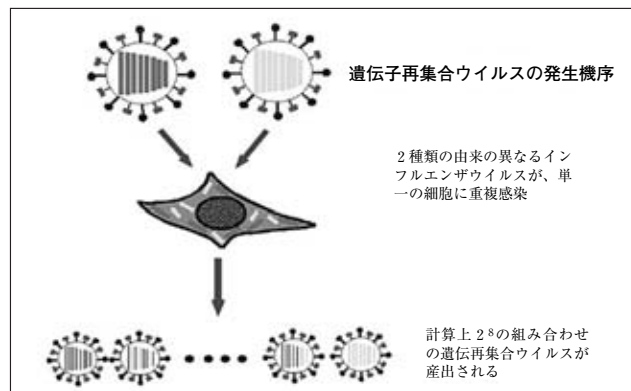 遺伝子再集合ウイルスの発生機序
2種類の由来の異なるイン
フルエンザウイルスが、単
一の細胞に重複感染
計算上2⁸の組み合わせ
の遺伝再集合ウイルスが
産出される